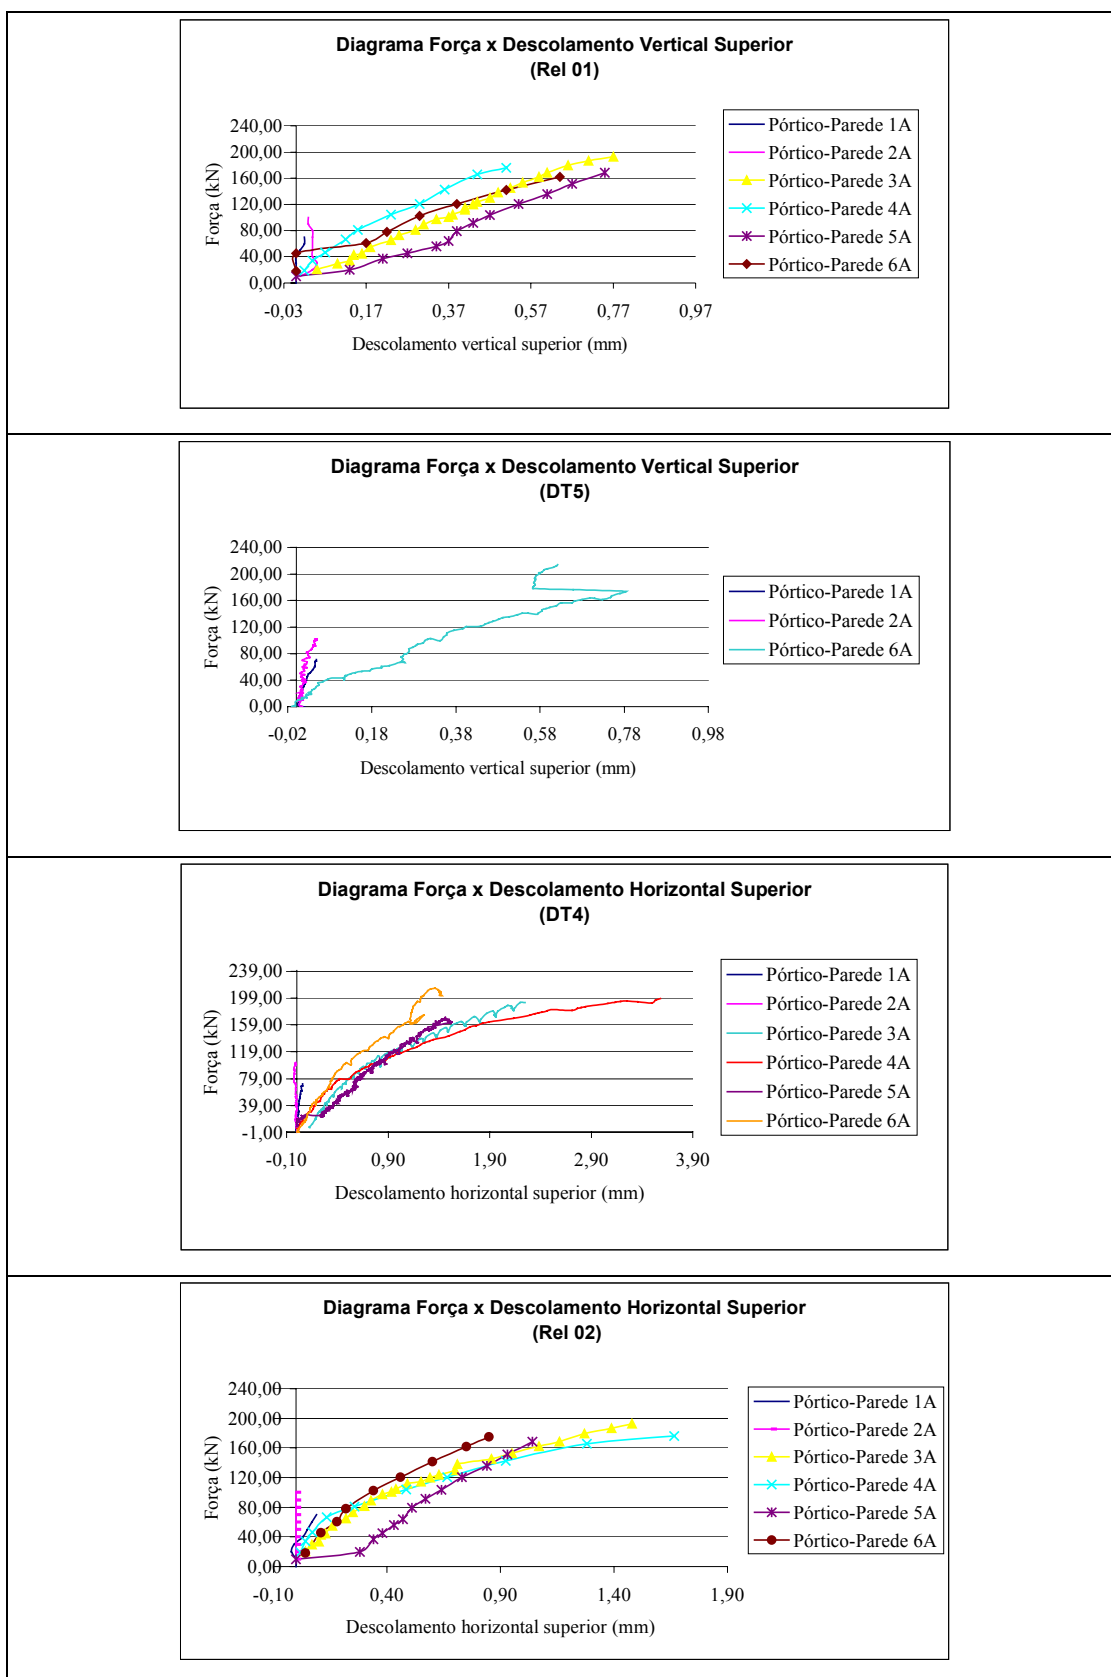 Diagrama Força x Descolamento Vertical Superior
(Rel 01)
240,00
200,00
160,00
120,00
80,00
40,00
0,00
Força (kN)
-0,03 0,17 0,37 0,57 0,77 0,97
Descolamento vertical superior (mm)
Pórtico-Parede 1A
Pórtico-Parede 2A
Pórtico-Parede 3A
Pórtico-Parede 4A
Pórtico-Parede 5A
Pórtico-Parede 6A
Diagrama Força x Descolamento Vertical Superior
(DT5)
240,00
200,00
160,00
120,00
80,00
40,00
0,00
Força (kN)
-0,02 0,18 0,38 0,58 0,78 0,98
Descolamento vertical superior (mm)
Pórtico-Parede 1A
Pórtico-Parede 2A
Pórtico-Parede 6A
Diagrama Força x Descolamento Horizontal Superior
(DT4)
239,00
199,00
159,00
119,00
79,00
39,00
-1,00
Força (kN)
-0,10 0,90 1,90 2,90 3,90
Descolamento horizontal superior (mm)
Pórtico-Parede 1A
Pórtico-Parede 2A
Pórtico-Parede 3A
Pórtico-Parede 4A
Pórtico-Parede 5A
Pórtico-Parede 6A
Diagrama Força x Descolamento Horizontal Superior
(Rel 02)
240,00
200,00
160,00
120,00
80,00
40,00
0,00
Força (kN)
-0,10 0,40 0,90 1,40 1,90
Descolamento horizontal superior (mm)
Pórtico-Parede 1A
Pórtico-Parede 2A
Pórtico-Parede 3A
Pórtico-Parede 4A
Pórtico-Parede 5A
Pórtico-Parede 6A